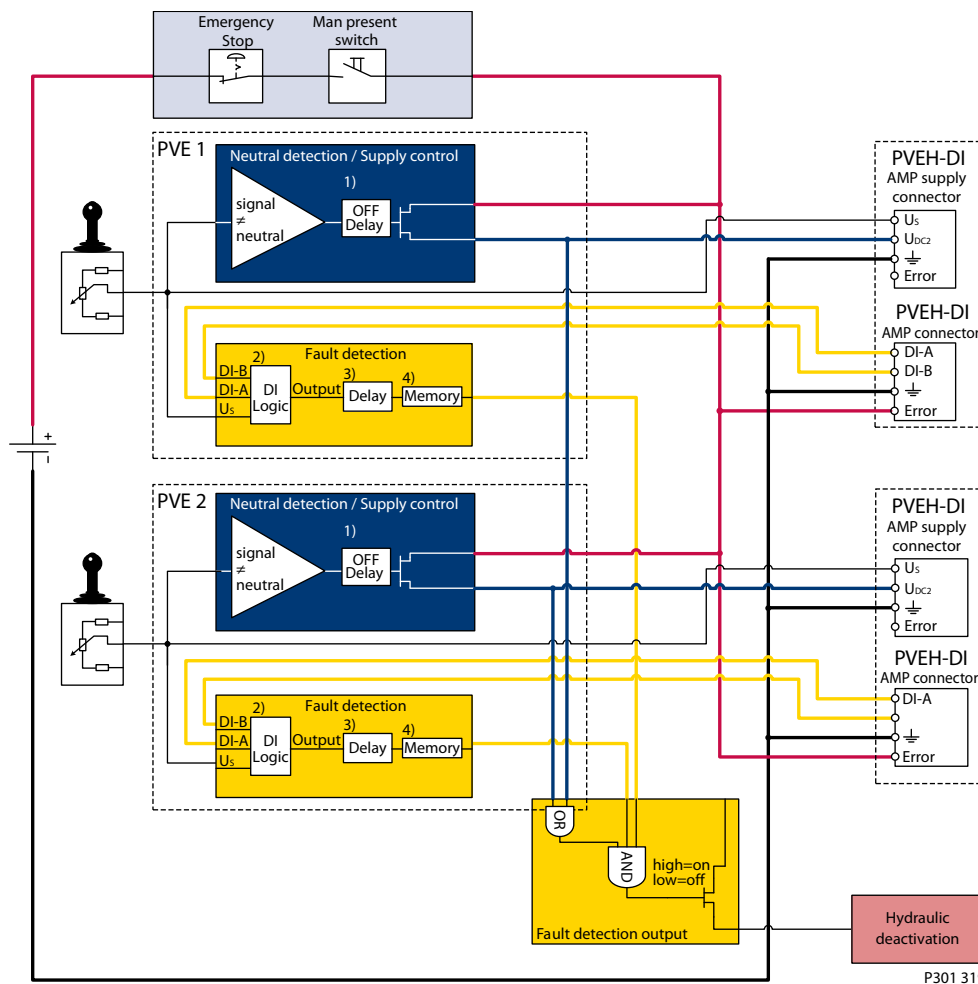 Emergency
Stop
Man present
switch
PVE 1
Neutral detection / Supply control
1)
signal
≠
neutral
OFF
Delay
PVEH-DI
AMP supply
connector
Us
UDC2
Error
PVEH-DI
AMP connector
DI-A
DI-B
Error
Fault detection
2)
3)
4)
DI-B
DI-A
Us
DI
Logic
Output
Delay
Memory
+
-
PVE 2
Neutral detection / Supply control
1)
signal
≠
neutral
OFF
Delay
PVEH-DI
AMP supply
connector
Us
UDC2
Error
PVEH-DI
AMP connector
DI-A
Error
Fault detection
2)
3)
4)
DI-B
DI-A
Us
DI
Logic
Output
Delay
Memory
OR
AND
high=on
low=off
Fault detection output
Hydraulic
deactivation
P301 31